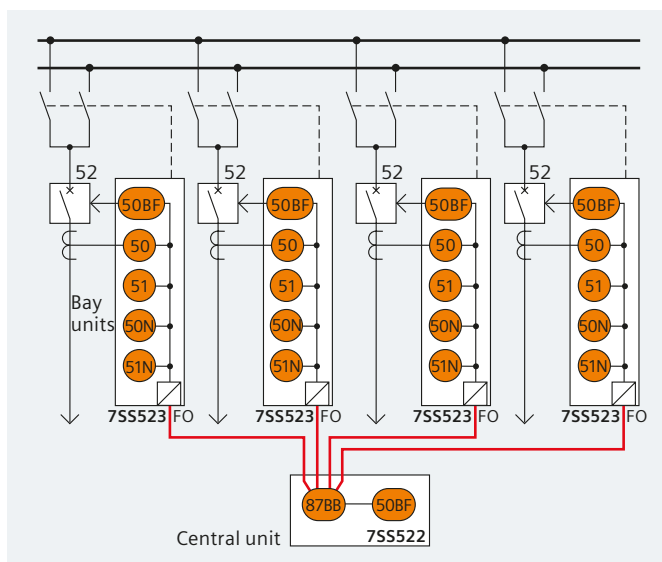 52 52 52 52
50BF 50BF 50BF 50BF
50 50 50 50
51 51 51 51
Bay
units
50N 50N 50N 50N
51N 51N 51N 51N
7SS523 FO 7SS523 FO 7SS523 FO 7SS523 FO
87BB 50BF
Central unit 7SS522